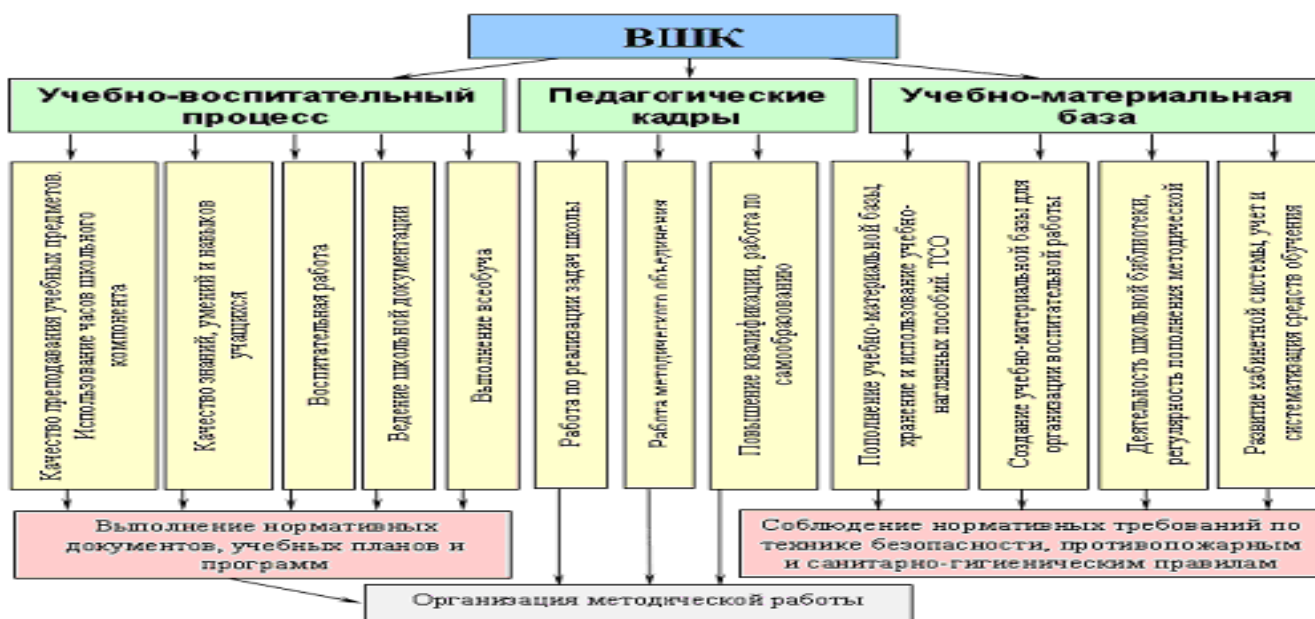 ВШК
Учебно-воспитательный
процесс
Педагогические
кадры
Учебно-материальная
база
Качество преподавания учебных предметов.
Использование часов школьного
компонента
Качество знаний, умений и навыков
учащихся
Воспитательная работа
Ведение школьной документации
Выполнение всеобуча
Работа по реализации задач школы
Работа методического объединения
Повышение квалификации, работа по
самообразованию
Пополнение учебно-материальной базы,
хранение и использование учебно-
наглядных пособий. ТСО
Создание учебно-материальной базы для
организации воспитательной работы
Деятельность школьной библиотеки,
регулярность пополнения методической
Развитие кабинетной системы, учет и
систематизация средств обучения
Выполнение нормативных
документов, учебных планов и
программ
Соблюдение нормативных требований по
технике безопасности, противопожарным
и санитарно-гигиеническим правилам
Организация методической работы